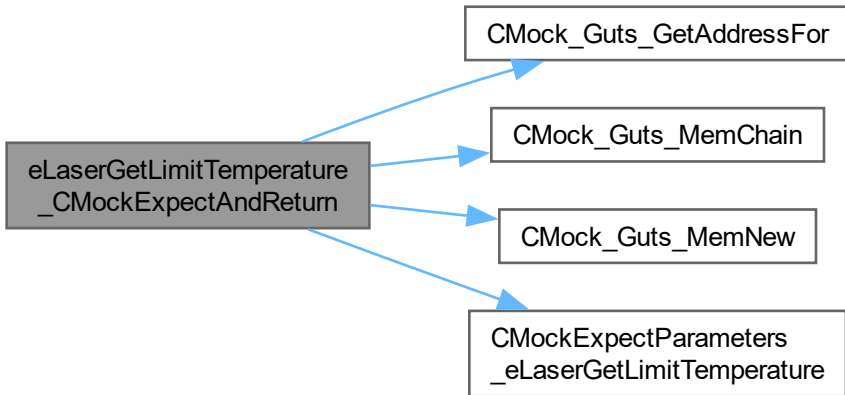 CMock_Guts_GetAddressFor
CMock_Guts_MemChain
eLaserGetLimitTemperature
_CMockExpectAndReturn
CMock_Guts_MemNew
CMockExpectParameters
_eLaserGetLimitTemperature